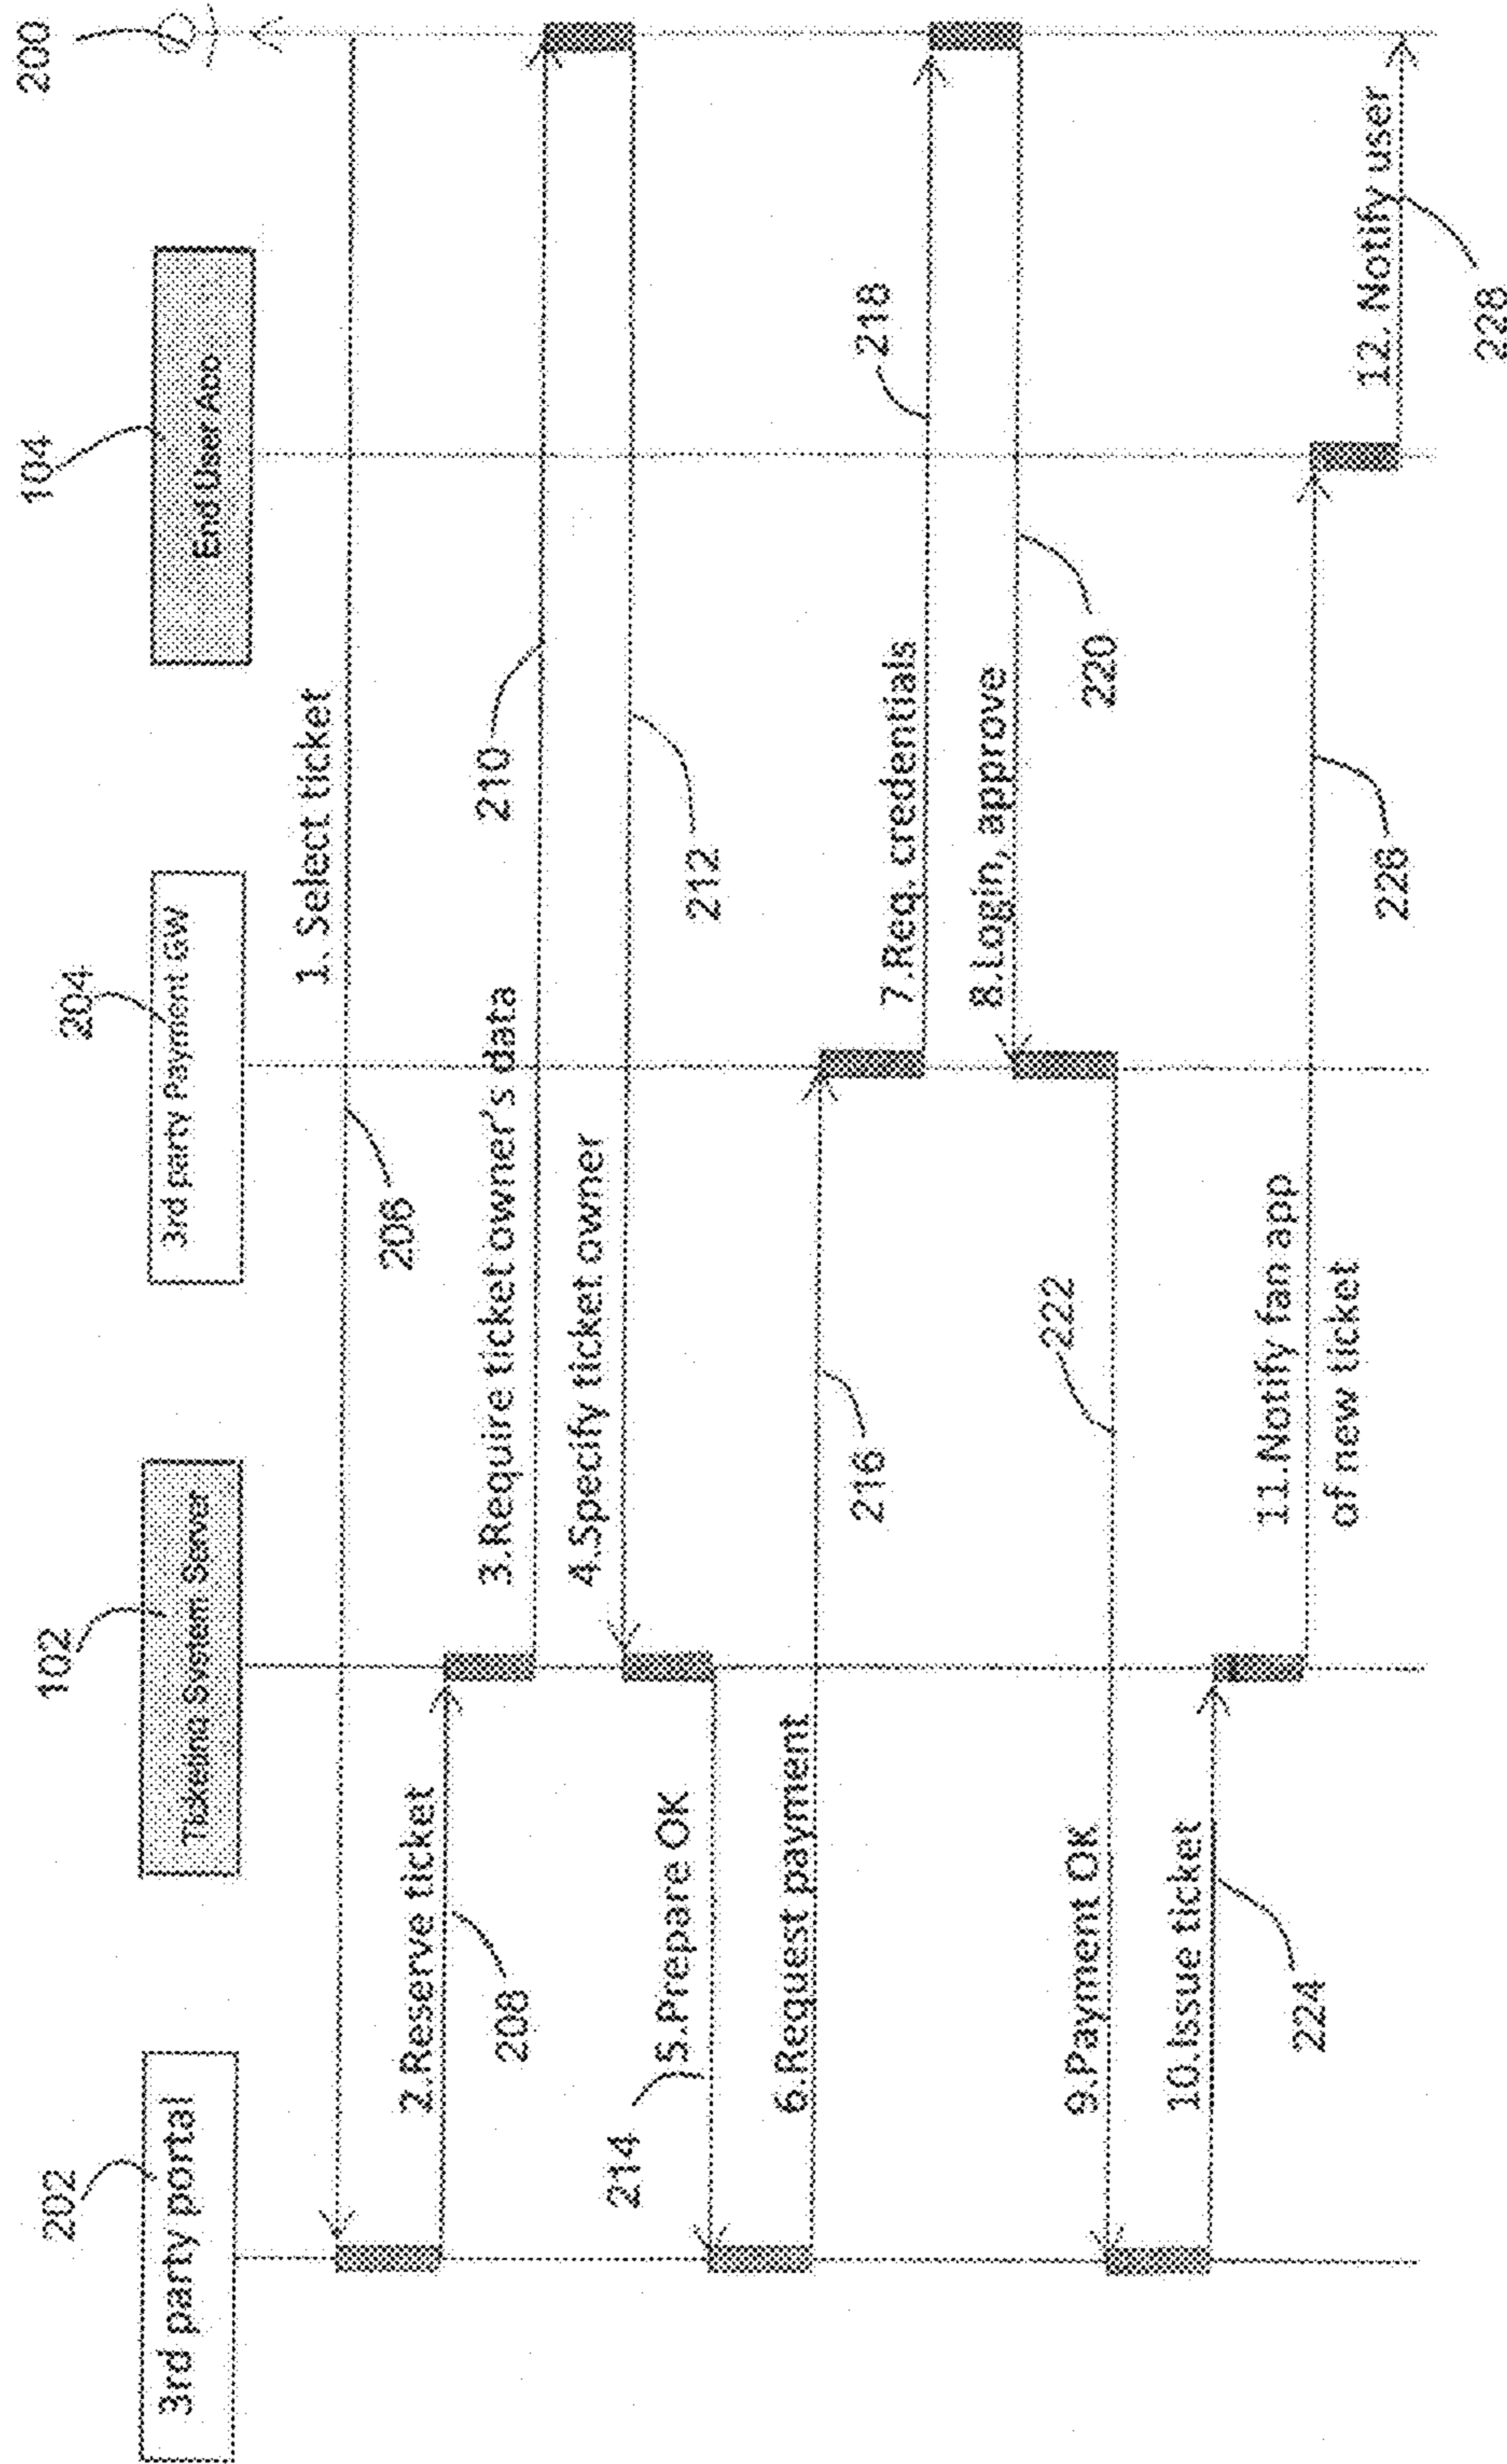 202
102
204
104
200
3rd party portal
Ticketing System Server
3rd party Payment GW
End User App
1. Select ticket
206
2.Reserve ticket
208
3.Require ticket owner's data
210
4.Specify ticket owner
212
214
5.Prepare OK
6.Request payment
216
7.Req. credentials
218
8.Login, approve
220
9.Payment OK
222
10.Issue ticket
224
11.Notify fan app
of new ticket
226
12. Notify user
228